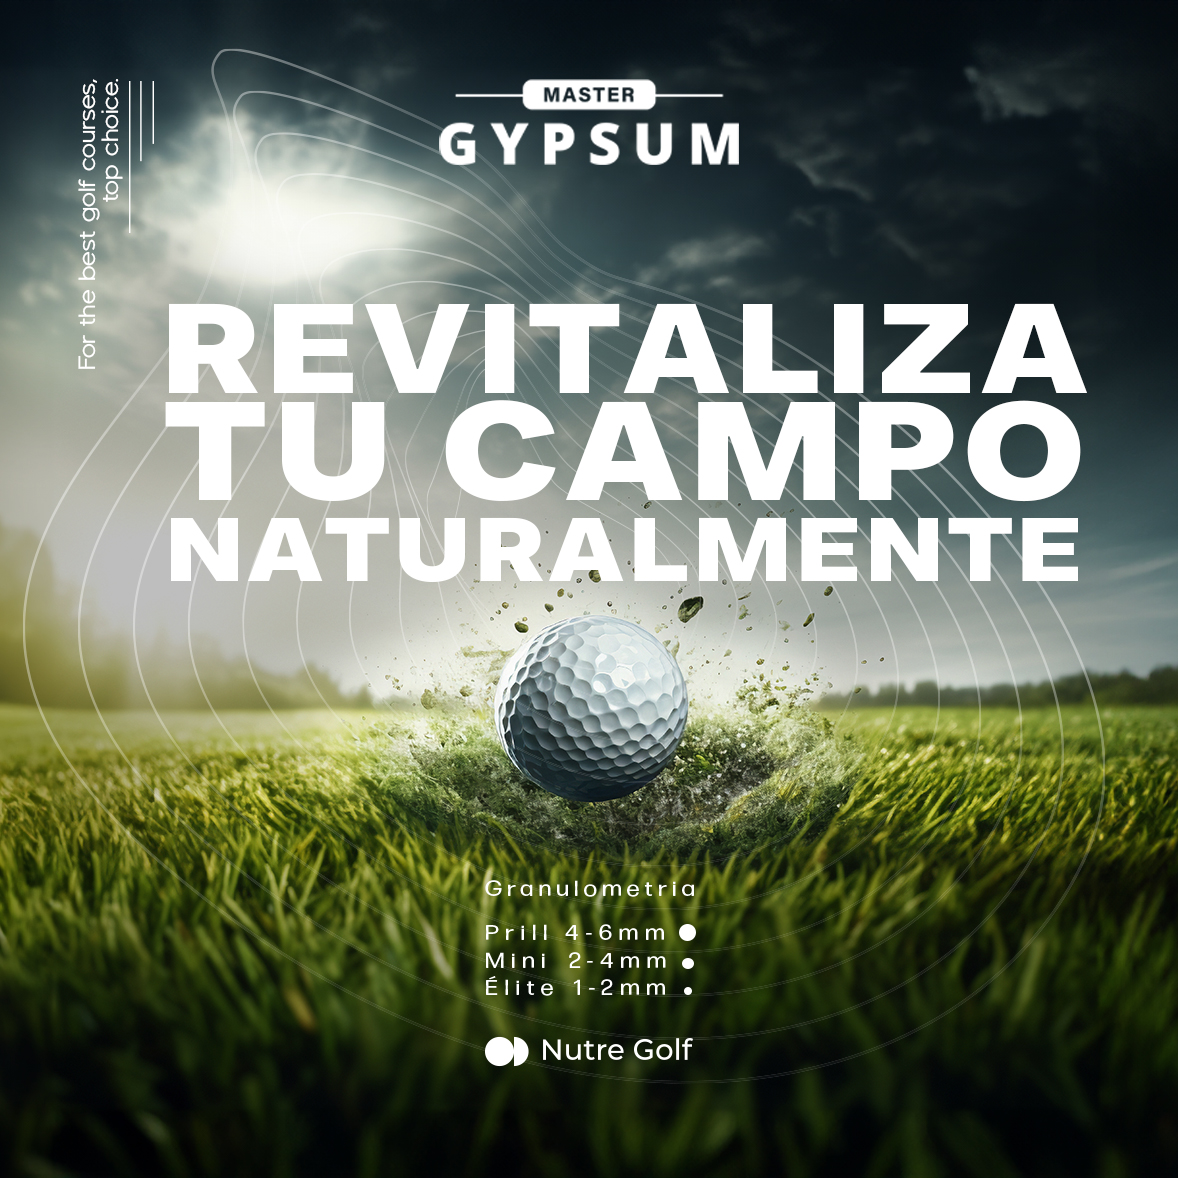 For the best golf courses,
top choice.
MASTER
GYPSUM
REVITALIZA
TU CAMPO
NATURALMENTE
Granulometria
Prill 4-6mm
Mini 2-4mm
Élite 1-2mm
Nutre Golf